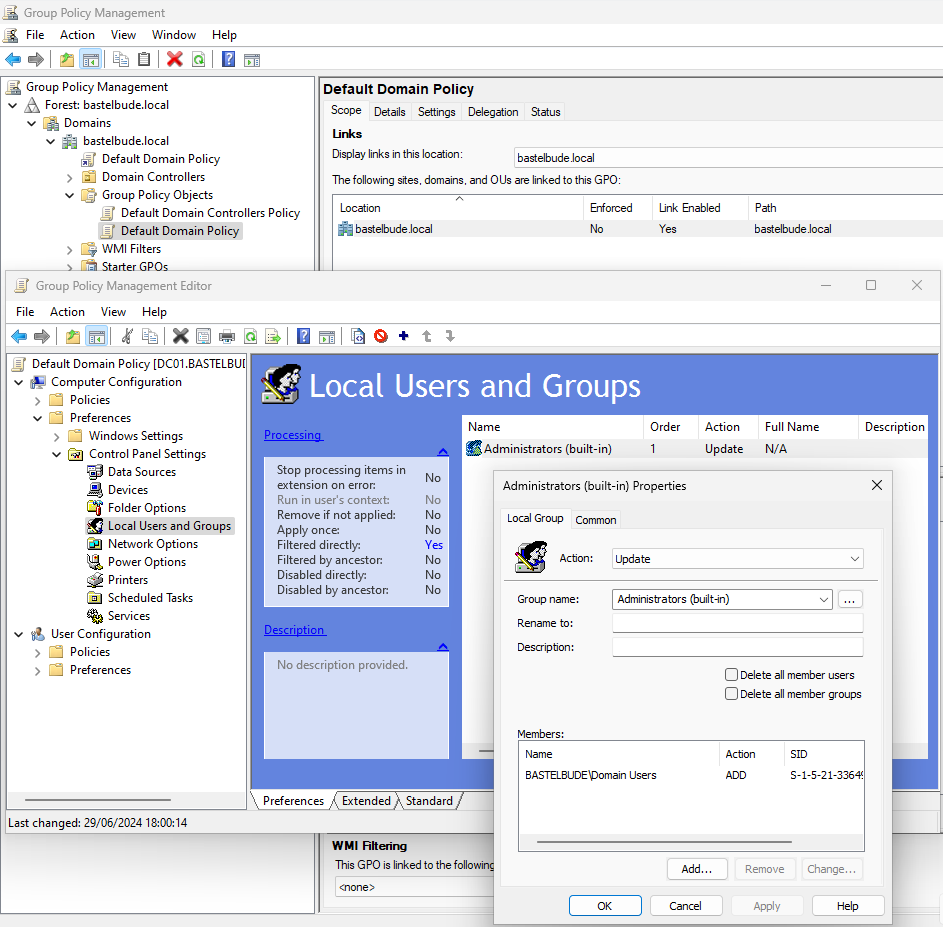 Group Policy Management
File Action View Window Help
Group Policy Management
Forest: bastelbude.local
Domains
bastelbude.local
Default Domain Policy
Domain Controllers
Group Policy Objects
Default Domain Controllers Policy
Default Domain Policy
WMI Filters
Starter GPOs
Default Domain Policy
Scope Details Settings Delegation Status
Links
Display links in this location: bastelbude.local
The following sites, domains, and OUs are linked to this GPO:
Location Enforced Link Enabled Path
bastelbude.local No Yes bastelbude.local
Group Policy Management Editor
File Action View Help
Default Domain Policy [DC01.BASTELBUD
Computer Configuration
Policies
Preferences
Windows Settings
Control Panel Settings
Data Sources
Devices
Folder Options
Local Users and Groups
Network Options
Power Options
Printers
Scheduled Tasks
Services
User Configuration
Policies
Preferences
Local Users and Groups
Processing
Stop processing items in
extension on error: No
Run in user's context: No
Remove if not applied: No
Apply once: No
Filtered directly: Yes
Filtered by ancestor: No
Disabled directly: No
Disabled by ancestor: No
Description
No description provided.
Name Order Action Full Name Description
Administrators (built-in) 1 Update N/A
Preferences Extended Standard
Last changed: 29/06/2024 18:00:14
Administrators (built-in) Properties
Local Group Common
Action: Update
Group name: Administrators (built-in) ...
Rename to:
Description:
Delete all member users
Delete all member groups
Members:
Name Action SID
BASTELBUDE\Domain Users ADD S-1-5-21-33649
Add... Remove Change...
OK Cancel Apply Help
WMI Filtering
This GPO is linked to the following
<none>